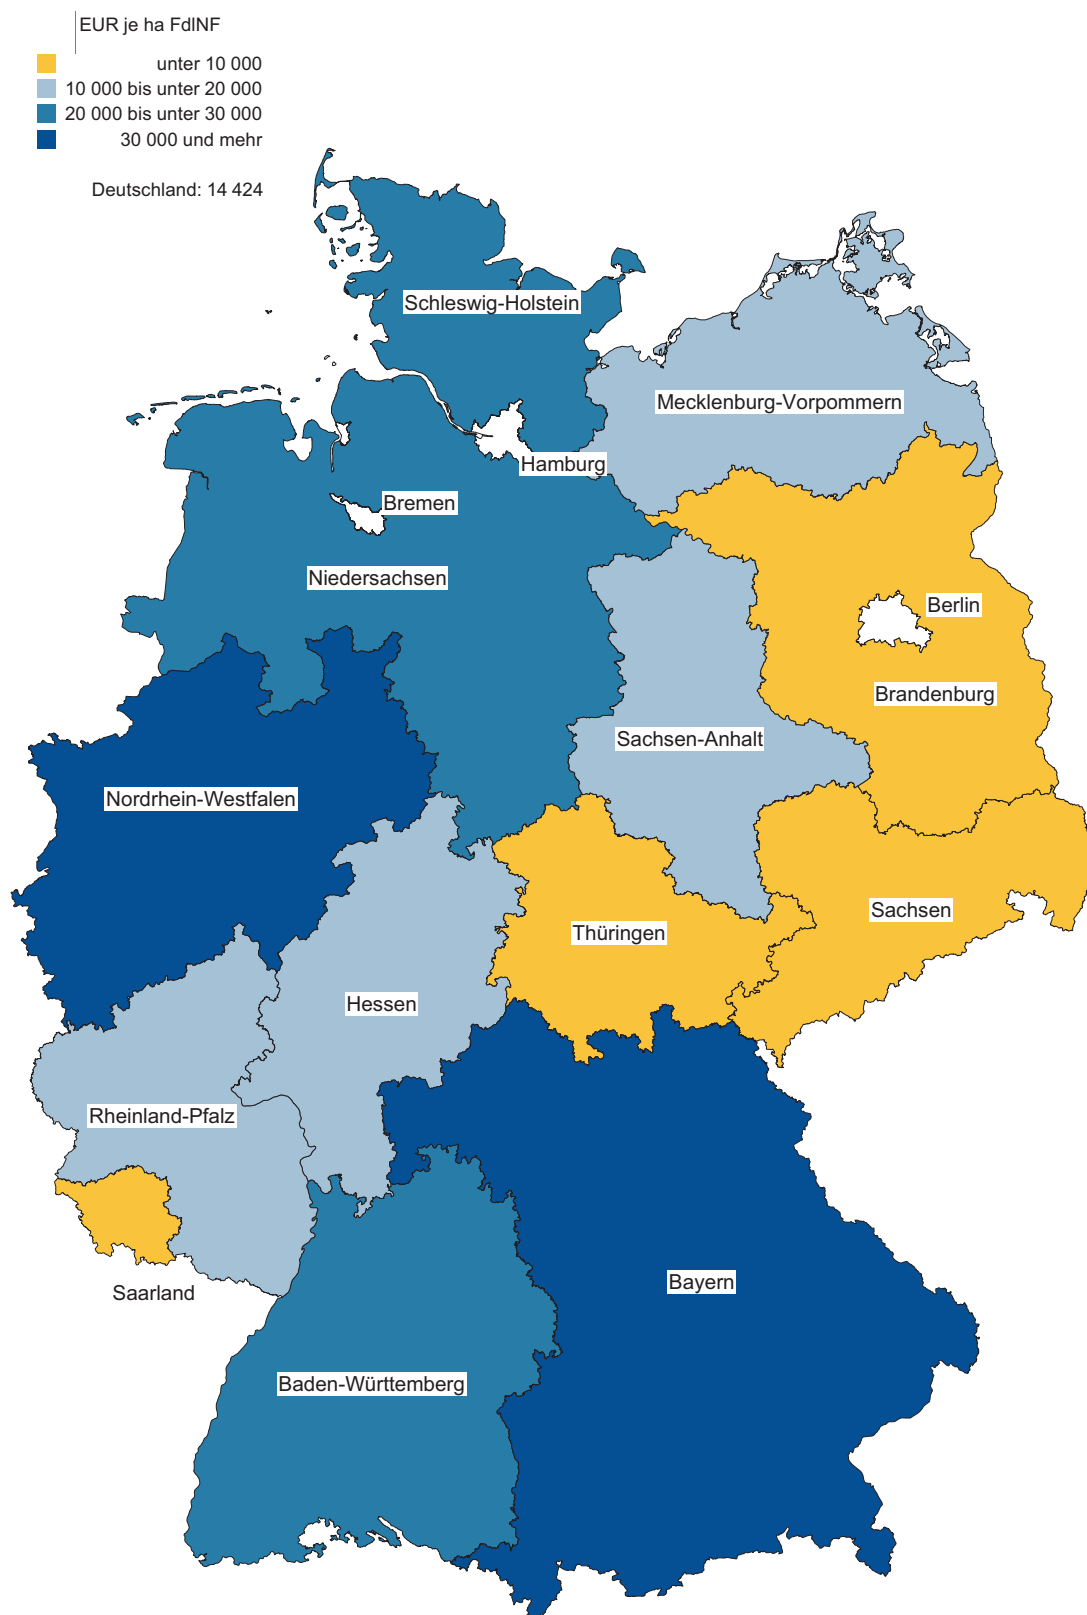 EUR je ha FdlNF
unter 10 000
10 000 bis unter 20 000
20 000 bis unter 30 000
30 000 und mehr
Deutschland: 14 424
Schleswig-Holstein
Mecklenburg-Vorpommern
Hamburg
Bremen
Niedersachsen
Berlin
Brandenburg
Sachsen-Anhalt
Nordrhein-Westfalen
Sachsen
Thüringen
Hessen
Rheinland-Pfalz
Bayern
Saarland
Baden-Württemberg